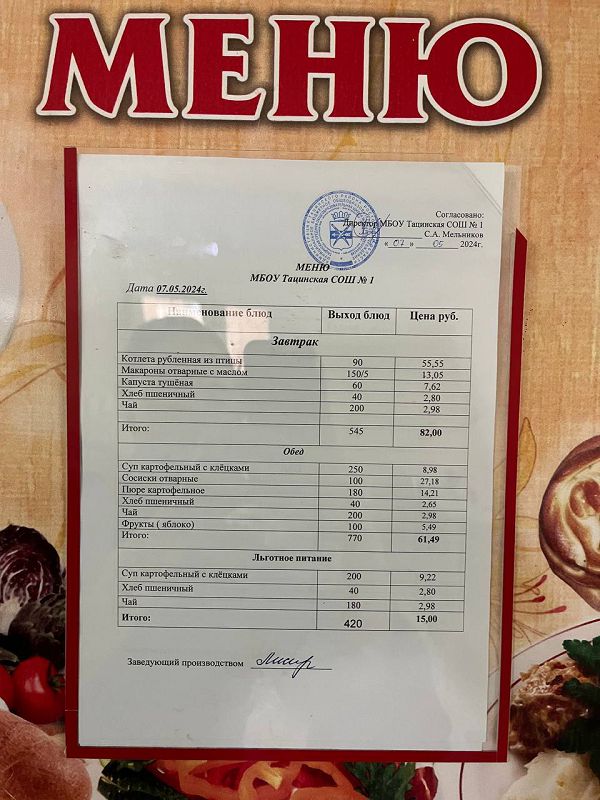 МЕНЮ
Согласовано:
Директор МБОУ Тацинская СОШ № 1
С.А. Мельников
« 07 » 05 2024г.
МЕНЮ
МБОУ Тацинская СОШ № 1
Дата 07.05.2024г.
Наименование блюд Выход блюд Цена руб.
Завтрак
Котлета рубленная из птицы 90 55,55
Макароны отварные с маслом 150/5 13,05
Капуста тушёная 60 7,62
Хлеб пшеничный 40 2,80
Чай 200 2,98
Итого: 545 82,00
Обед
Суп картофельный с клёцками 250 8,98
Сосиски отварные 100 27,18
Пюре картофельное 180 14,21
Хлеб пшеничный 40 2,65
Чай 200 2,98
Фрукты ( яблоко) 100 5,49
Итого: 770 61,49
Льготное питание
Суп картофельный с клёцками 200 9,22
Хлеб пшеничный 40 2,80
Чай 180 2,98
Итого: 420 15,00
Заведующий производством